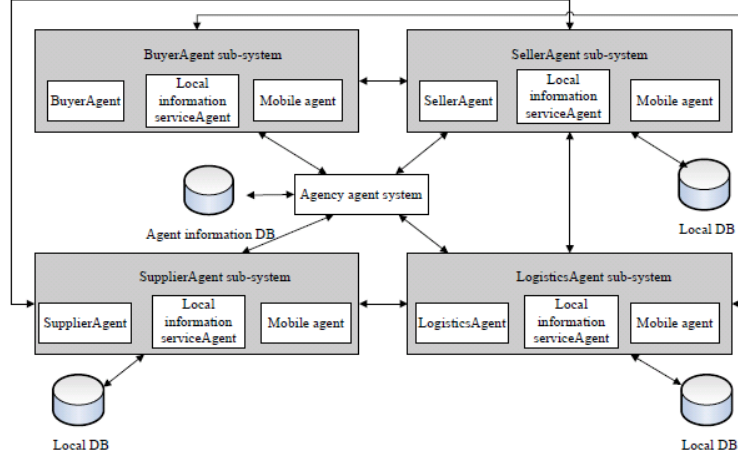 BuyerAgent sub-system
BuyerAgent
Local
information
serviceAgent
Mobile agent
SellerAgent sub-system
SellerAgent
Local
information
serviceAgent
Mobile agent
Agency agent system
Agent information DB
Local DB
SupplierAgent sub-system
SupplierAgent
Local
information
serviceAgent
Mobile agent
LogisticsAgent sub-system
LogisticsAgent
Local
information
serviceAgent
Mobile agent
Local DB
Local DB